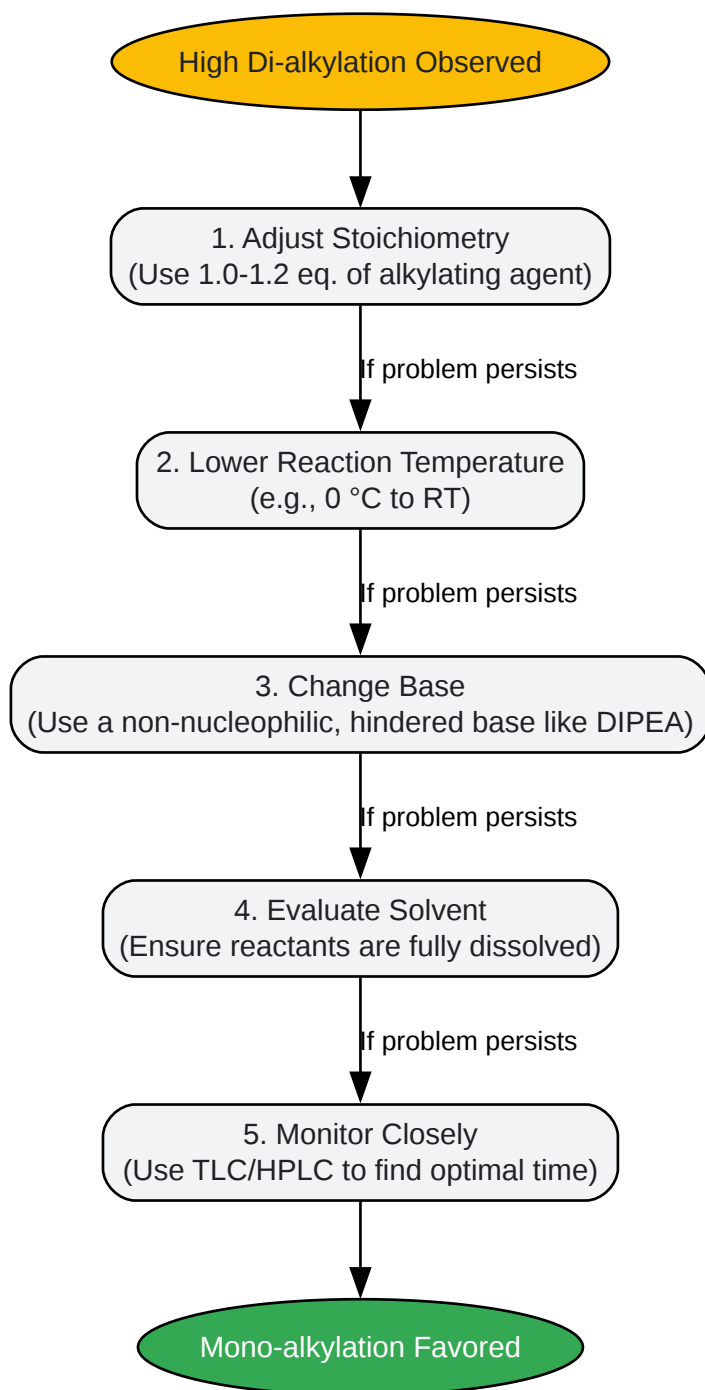 High Di-alkylation Observed
1. Adjust Stoichiometry
(Use 1.0-1.2 eq. of alkylating agent)
If problem persists
2. Lower Reaction Temperature
(e.g., 0 °C to RT)
If problem persists
3. Change Base
(Use a non-nucleophilic, hindered base like DIPEA)
If problem persists
4. Evaluate Solvent
(Ensure reactants are fully dissolved)
If problem persists
5. Monitor Closely
(Use TLC/HPLC to find optimal time)
Mono-alkylation Favored